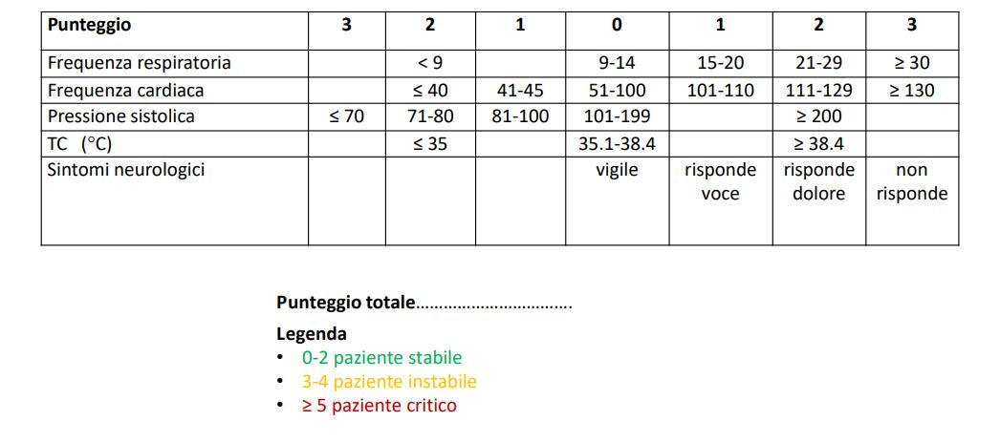 Punteggio 3 2 1 0 1 2 3
Frequenza respiratoria < 9 9-14 15-20 21-29 ≥ 30
Frequenza cardiaca ≤ 40 41-45 51-100 101-110 111-129 ≥ 130
Pressione sistolica ≤ 70 71-80 81-100 101-199 ≥ 200
TC (°C) ≤ 35 35.1-38.4 ≥ 38.4
Sintomi neurologici vigile risponde risponde non
voce dolore risponde
Punteggio totale................................
Legenda
• 0-2 paziente stabile
• 3-4 paziente instabile
• ≥ 5 paziente critico